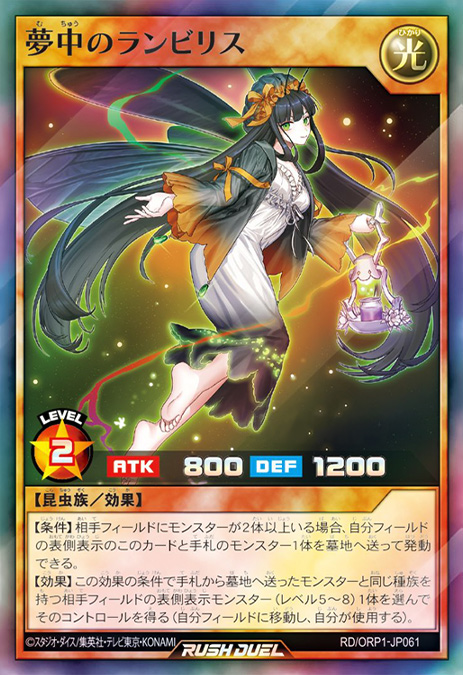 夢中のランビリス
光
LEVEL
2
ATK 800 DEF 1200
【昆虫族/効果】
【条件】相手フィールドにモンスターが2体以上いる場合、自分フィールド
の表側表示のこのカードと手札のモンスター1体を墓地へ送って発動
できる。
【効果】この効果の条件で手札から墓地へ送ったモンスターと同じ種族を
持つ相手フィールドの表側表示モンスター(レベル5~8)1体を選んで
そのコントロールを得る(自分フィールドに移動し、自分が使用する)。
©スタジオ・ダイス/集英社・テレビ東京・KONAMI
RUSH DUEL
RD/ORP1-JP061